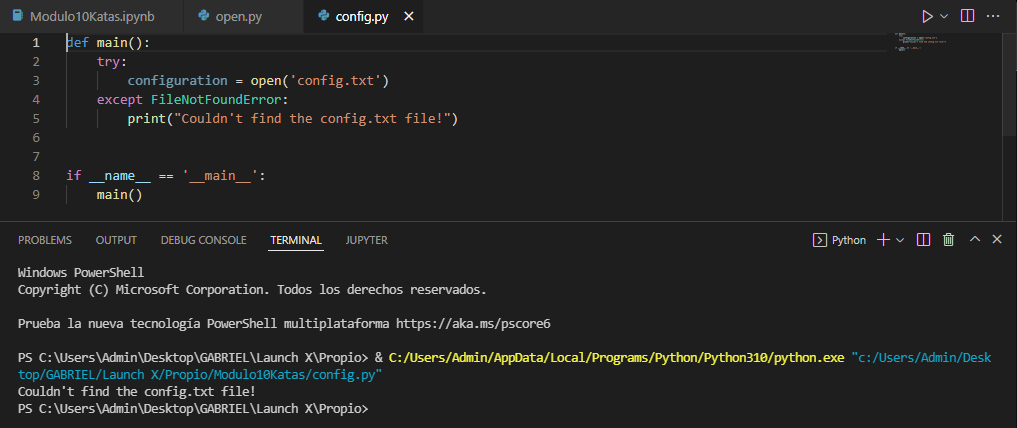 Modulo10Katas.ipynb open.py config.py
1 def main():
2 try:
3 configuration = open('config.txt')
4 except FileNotFoundError:
5 print("Couldn't find the config.txt file!")
6
7
8 if __name__ == '__main__':
9 main()
PROBLEMS OUTPUT DEBUG CONSOLE TERMINAL JUPYTER Python
Windows PowerShell
Copyright (C) Microsoft Corporation. Todos los derechos reservados.
Prueba la nueva tecnología PowerShell multiplataforma https://aka.ms/pscore6
PS C:\Users\Admin\Desktop\GABRIEL\Launch X\Propio> & C:/Users/Admin/AppData/Local/Programs/Python/Python310/python.exe "c:/Users/Admin/Desk
top/GABRIEL/Launch X/Propio/Modulo10Katas/config.py"
Couldn't find the config.txt file!
PS C:\Users\Admin\Desktop\GABRIEL\Launch X\Propio>